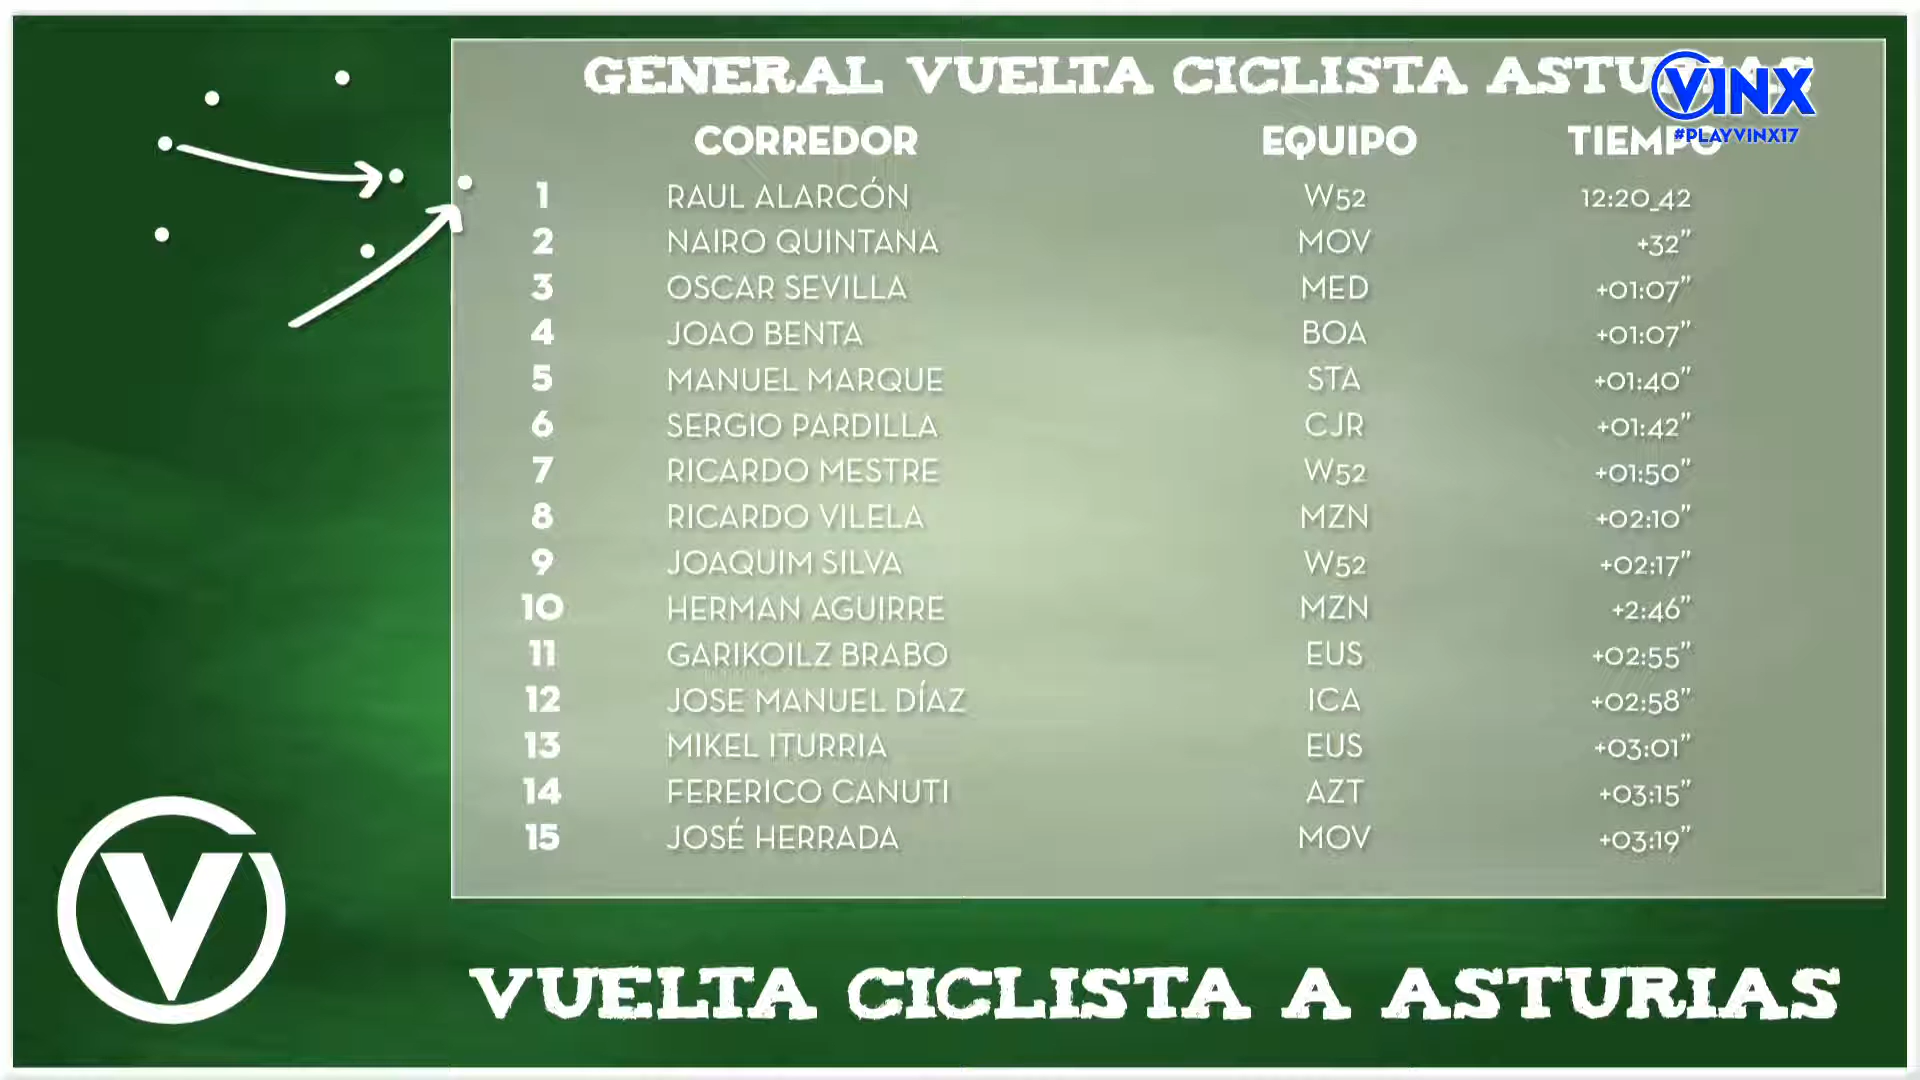 GENERAL VUELTA CICLISTA ASTURIAS
VINX
#PLAYVINX17
CORREDOR EQUIPO TIEMPO
1 RAUL ALARCÓN W52 12:20_42
2 NAIRO QUINTANA MOV +32”
3 OSCAR SEVILLA MED +01:07”
4 JOAO BENTA BOA +01:07”
5 MANUEL MARQUE STA +01:40”
6 SERGIO PARDILLA CJR +01:42”
7 RICARDO MESTRE W52 +01:50”
8 RICARDO VILELA MZN +02:10”
9 JOAQUIM SILVA W52 +02:17”
10 HERMAN AGUIRRE MZN +2:46”
11 GARIKOILZ BRABO EUS +02:55”
12 JOSE MANUEL DÍAZ ICA +02:58”
13 MIKEL ITURRIA EUS +03:01”
14 FERERICO CANUTI AZT +03:15”
15 JOSÉ HERRADA MOV +03:19”
V
VUELTA CICLISTA A ASTURIAS